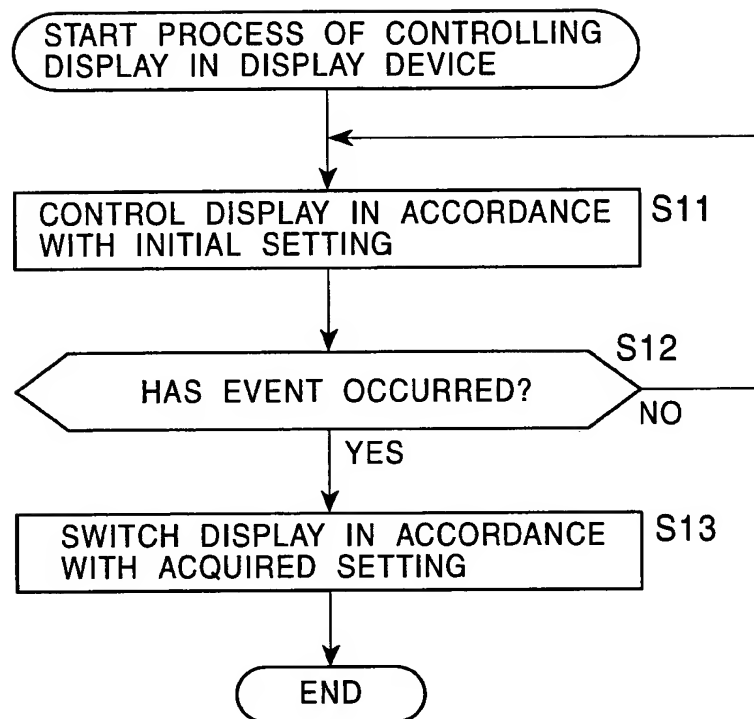 START PROCESS OF CONTROLLING
DISPLAY IN DISPLAY DEVICE
CONTROL DISPLAY IN ACCORDANCE
WITH INITIAL SETTING
S11
S12
HAS EVENT OCCURRED?
NO
YES
SWITCH DISPLAY IN ACCORDANCE
WITH ACQUIRED SETTING
S13
END